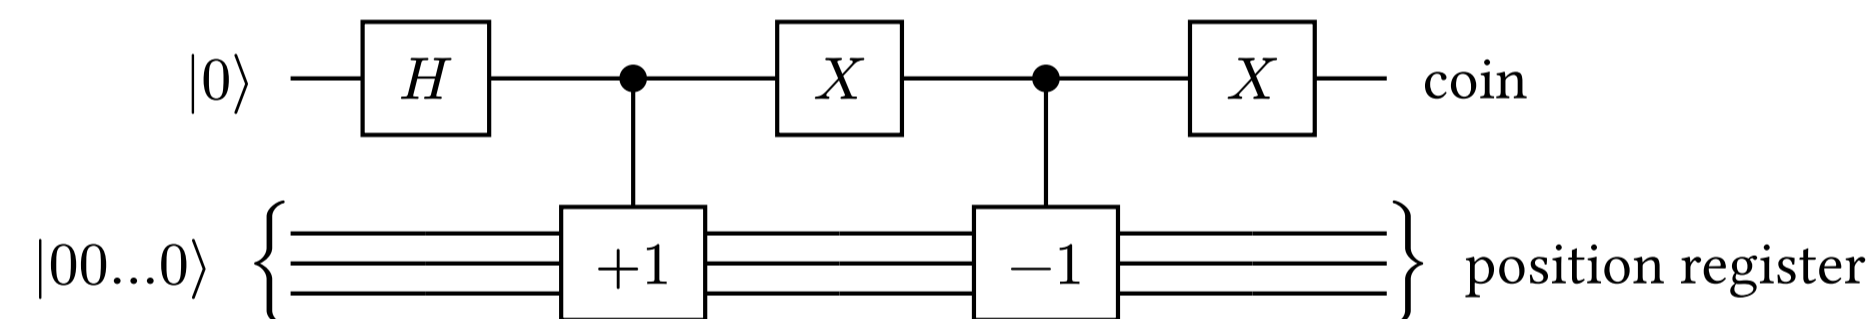 |0⟩ H X X coin
|00...0⟩ +1 −1 position register